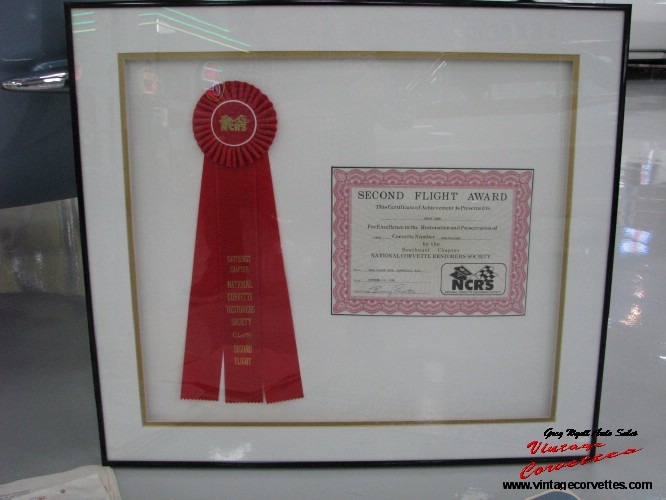 NCRS
SOUTHEAST
CHAPTER
NATIONAL
CORVETTE
RESTORERS
SOCIETY
SECOND
FLIGHT
SECOND FLIGHT AWARD
This Certificate of Achievement is Presented to
For Excellence in the Restoration and Preservation of
Corvette Number
by the
Southeast Chapter
NATIONAL CORVETTE RESTORERS SOCIETY
NCRS
Greg Wyatt Auto Sales
Vintage
Corvettes
www.vintagecorvettes.com